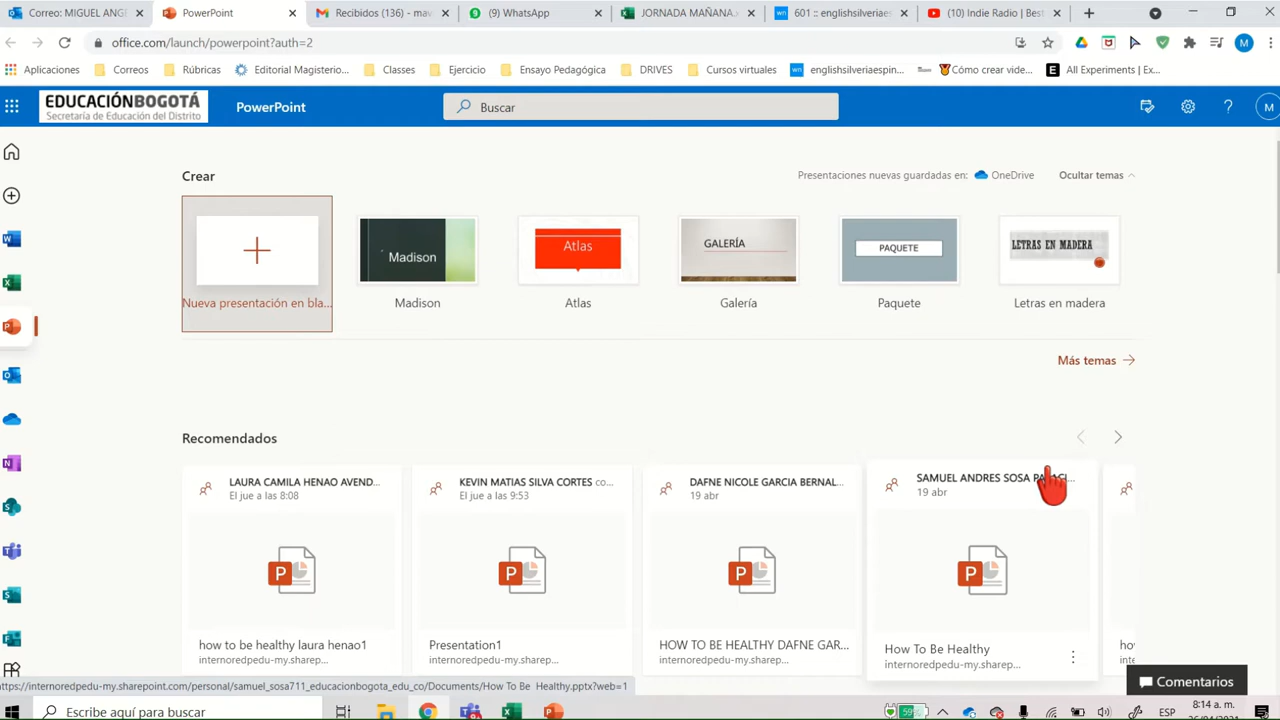 Correo: MIGUEL ANGE
PowerPoint
Recibidos (136) - mav
(9) WhatsApp
JORNADA MAÑANA.x
601 :: englishsilveriaes
(10) Indie Radio | Best
office.com/launch/powerpoint?auth=2
M
Aplicaciones
Correos
Rúbricas
Editorial Magisterio...
Classes
Ejercicio
Ensayo Pedagógica
DRIVES
Cursos virtuales
englishsilveriaespin...
Cómo crear vide...
All Experiments | Ex...
EDUCACIÓNBOGOTÁ
Secretaría de Educación del Distrito
PowerPoint
Buscar
M
Crear
Presentaciones nuevas guardadas en: OneDrive
Ocultar temas
Madison
Atlas
GALERÍA
PAQUETE
LETRAS EN MADERA
Nueva presentación en bla...
Madison
Atlas
Galería
Paquete
Letras en madera
Más temas
Recomendados
LAURA CAMILA HENAO AVEND...
El jue a las 8:08
KEVIN MATIAS SILVA CORTES co...
El jue a las 9:53
DAFNE NICOLE GARCIA BERNAL...
19 abr
SAMUEL ANDRES SOSA
19 abr
how to be healthy laura henao1
internoredpedu-my.sharep...
Presentation1
internoredpedu-my.sharep...
HOW TO BE HEALTHY DAFNE GAR...
internoredpedu-my.sharep...
How To Be Healthy
internoredpedu-my.sharep...
Comentarios
https://internoredpedu-my.sharepoint.com/personal/samuel_sosa711_educacionbogota_edu_co/Documents/How To Be Healthy.pptx?web=1
Escribe aquí para buscar
59%
ESP
8:14 a. m.